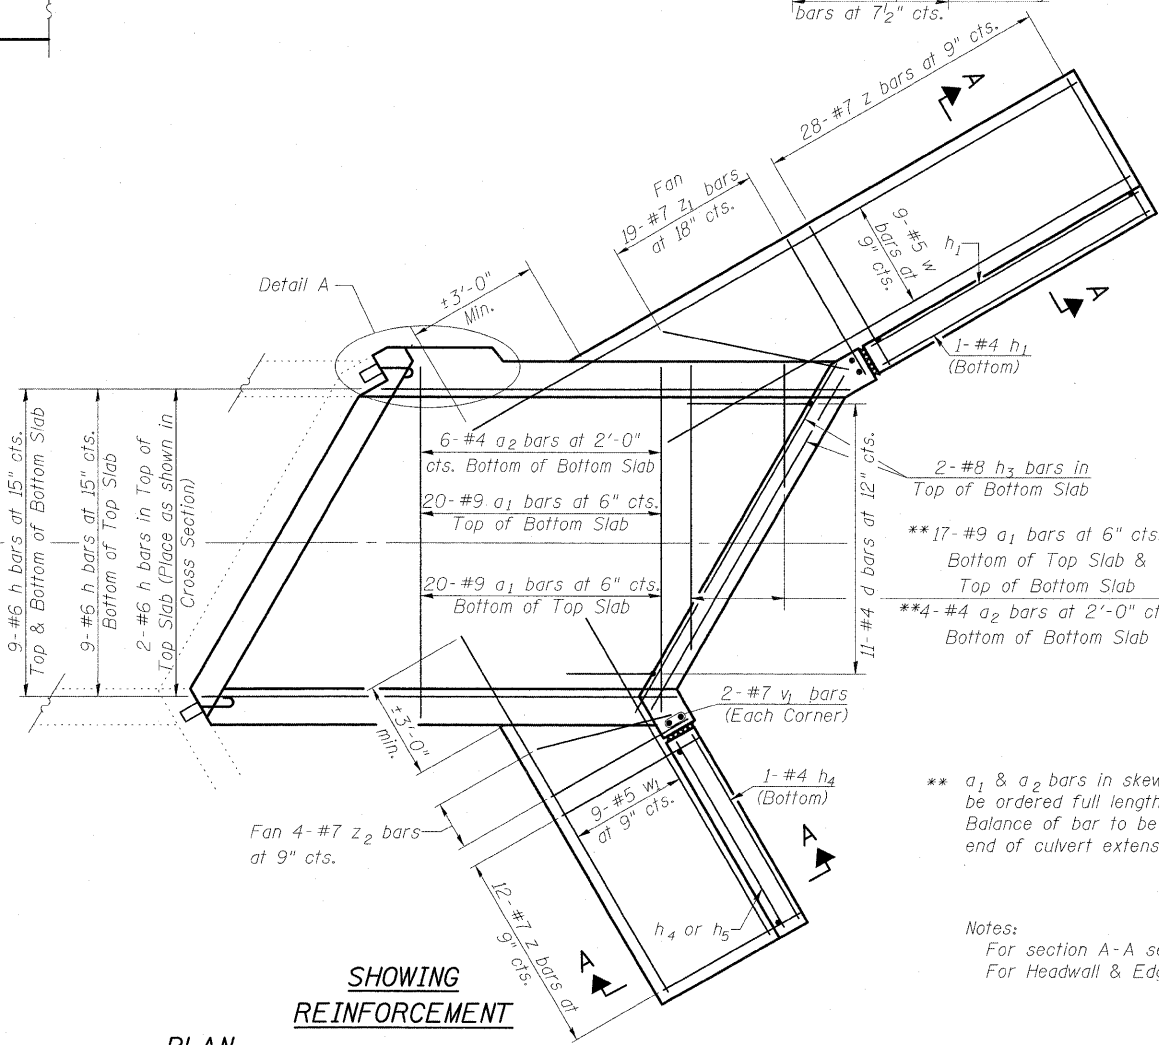 bars at 7½" cts.
28-#7 z bars at 9" cts.
A
Fan
19-#7 z₁ bars
at 18" cts.
9-#5 w
bars at
9" cts.
h₁
A
Detail A
±3'-0"
Min.
1-#4 h₁
(Bottom)
9-#6 h bars at 15" cts.
Top & Bottom of Bottom Slab
9-#6 h bars at 15" cts.
Bottom of Top Slab
2-#6 h bars in Top of
Top Slab (Place as shown in
Cross Section)
6-#4 a₂ bars at 2'-0"
cts. Bottom of Bottom Slab
20-#9 a₁ bars at 6" cts.
Top of Bottom Slab
20-#9 a₁ bars at 6" cts.
Bottom of Top Slab
11-#4 d bars at 12" cts.
2-#8 h₃ bars in
Top of Bottom Slab
**17-#9 a₁ bars at 6" cts
Bottom of Top Slab &
Top of Bottom Slab
**4-#4 a₂ bars at 2'-0" ct
Bottom of Bottom Slab
±3'-0"
min.
2-#7 v₁ bars
(Each Corner)
1-#4 h₄
(Bottom)
9-#5 w₁
at 9" cts.
Fan 4-#7 z₂ bars
at 9" cts.
12-#7 z bars at
9" cts.
A
h₄ or h₅
A
** a₁ & a₂ bars in skew
be ordered full length
Balance of bar to be
end of culvert extens
Notes:
For section A-A se
For Headwall & Edg
SHOWING
REINFORCEMENT
PLAN